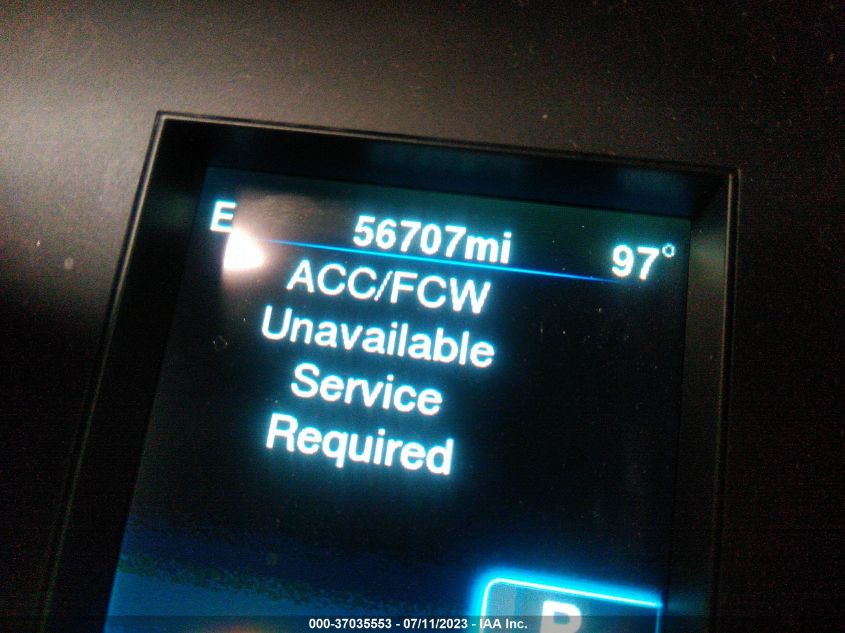 E 56707mi 97°
ACC/FCW
Unavailable
Service
Required
P
000-37035553 - 07/11/2023 - IAA Inc.